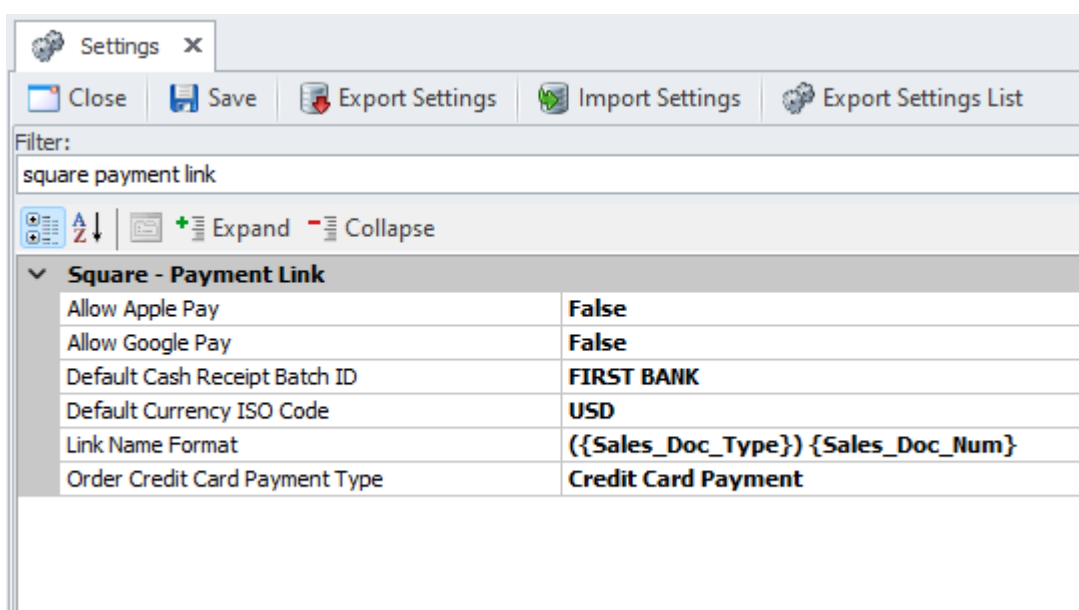 Settings
Close Save Export Settings Import Settings Export Settings List
Filter:
square payment link
Expand Collapse
Square - Payment Link
Allow Apple Pay False
Allow Google Pay False
Default Cash Receipt Batch ID FIRST BANK
Default Currency ISO Code USD
Link Name Format ({Sales_Doc_Type}) {Sales_Doc_Num}
Order Credit Card Payment Type Credit Card Payment